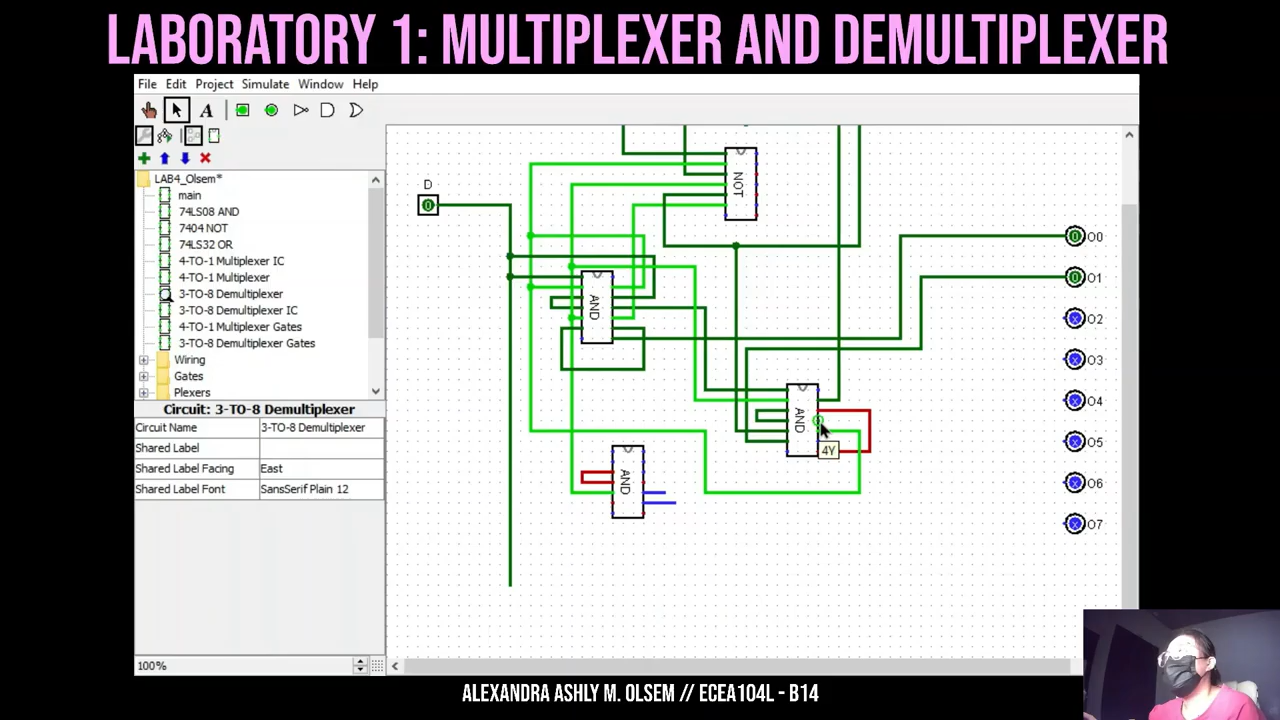 LABORATORY 1: MULTIPLEXER AND DEMULTIPLEXER
File Edit Project Simulate Window Help
A
LAB4_Olsem*
main
74LS08 AND
7404 NOT
74LS32 OR
4-TO-1 Multiplexer IC
4-TO-1 Multiplexer
3-TO-8 Demultiplexer
3-TO-8 Demultiplexer IC
4-TO-1 Multiplexer Gates
3-TO-8 Demultiplexer Gates
Wiring
Gates
Plexers
Circuit: 3-TO-8 Demultiplexer
Circuit Name 3-TO-8 Demultiplexer
Shared Label
Shared Label Facing East
Shared Label Font SansSerif Plain 12
100%
D
0
NOT
AND
AND
4Y
AND
0 O0
0 O1
x O2
x O3
x O4
x O5
x O6
x O7
ALEXANDRA ASHLY M. OLSEM // ECEA104L - B14